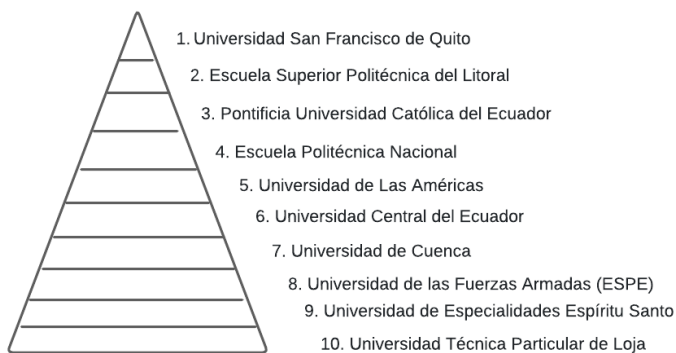 1. Universidad San Francisco de Quito
2. Escuela Superior Politécnica del Litoral
3. Pontificia Universidad Católica del Ecuador
4. Escuela Politécnica Nacional
5. Universidad de Las Américas
6. Universidad Central del Ecuador
7. Universidad de Cuenca
8. Universidad de las Fuerzas Armadas (ESPE)
9. Universidad de Especialidades Espíritu Santo
10. Universidad Técnica Particular de Loja